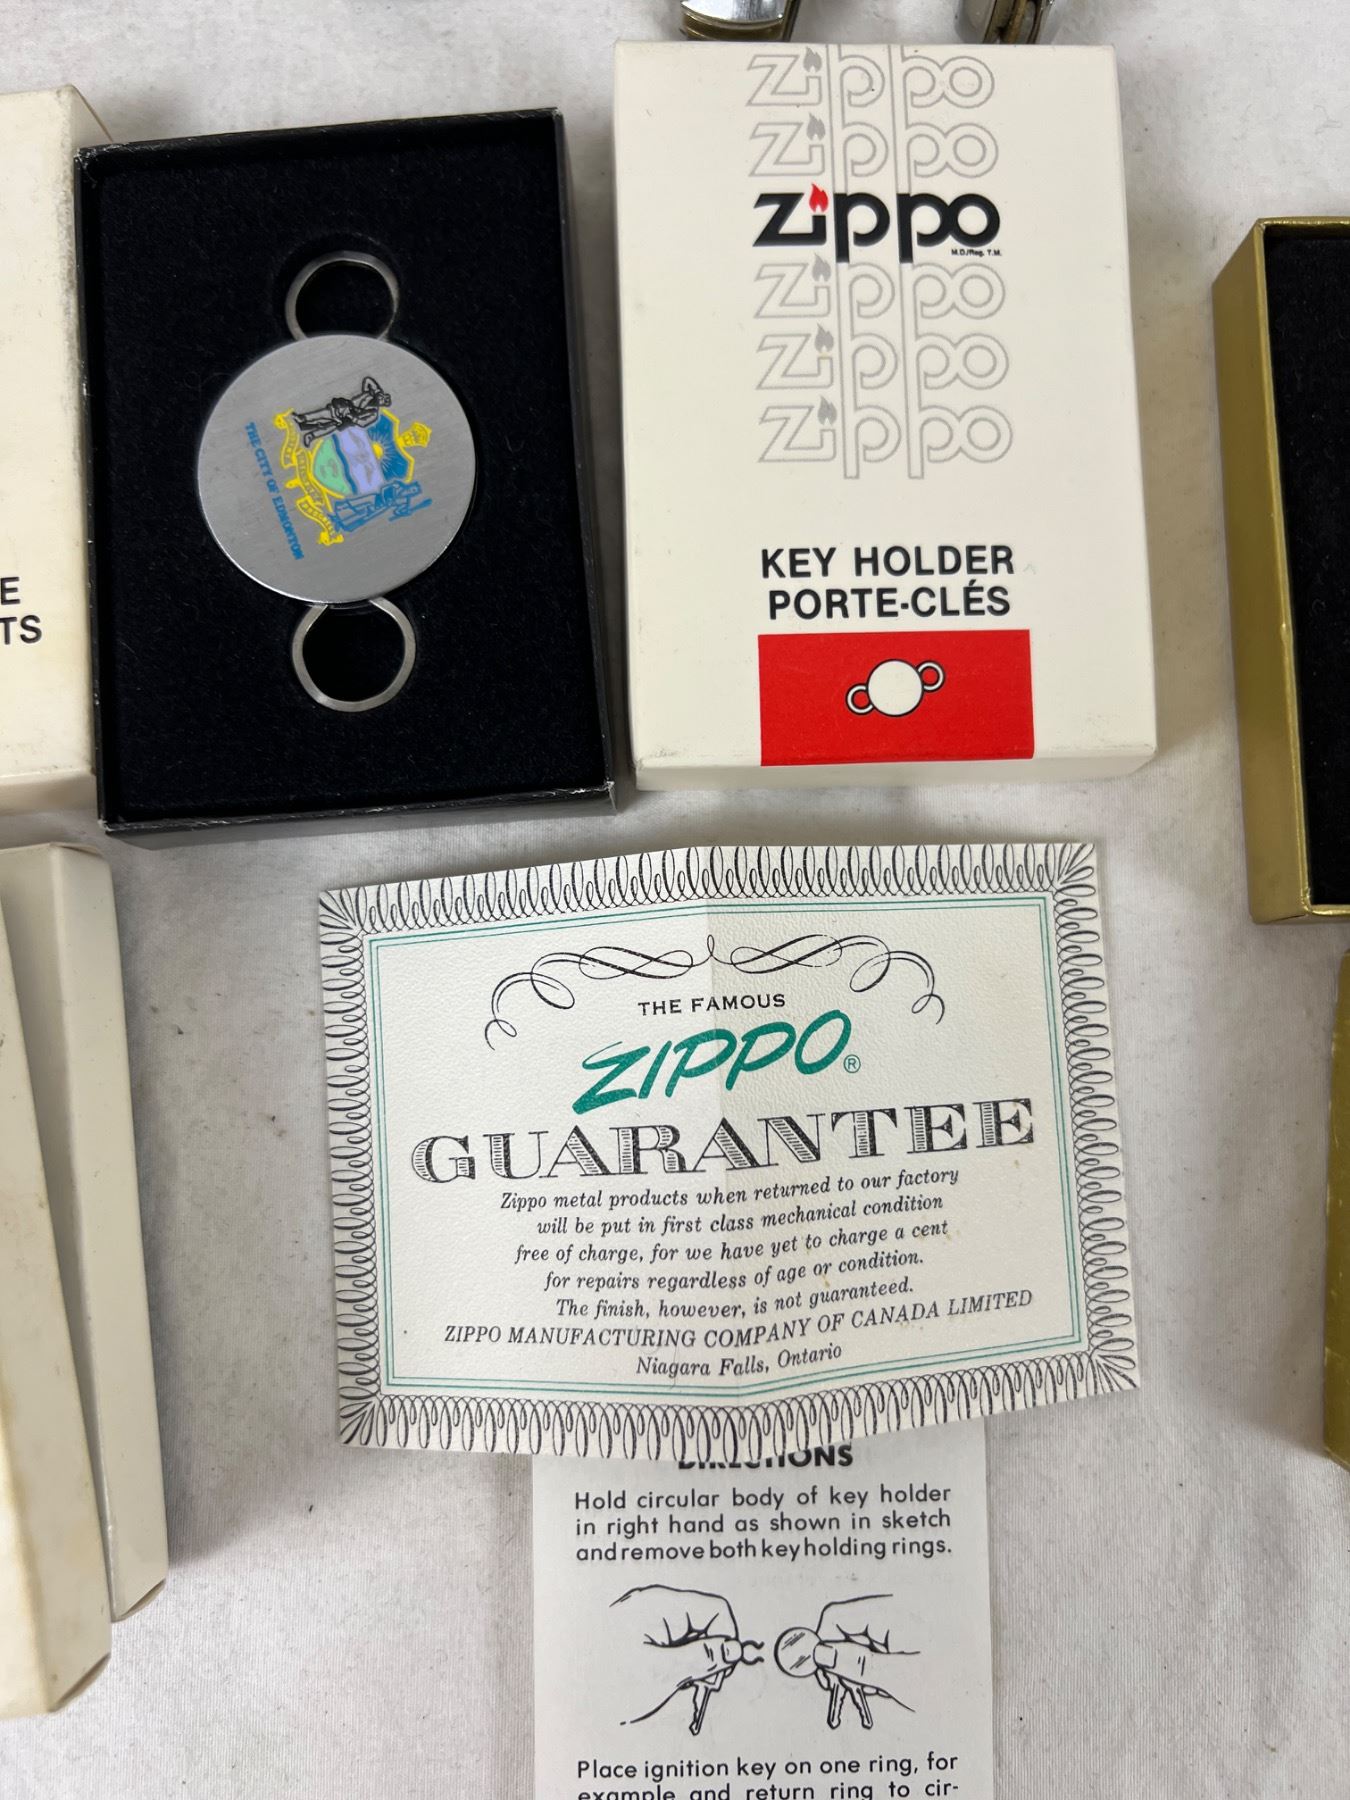 Zippo
Zippo
Zippo
M.D./Reg. T.M.
Zippo
Zippo
Zippo
KEY HOLDER
PORTE-CLÉS
THE CITY OF EDMONTON
E
TS
THE FAMOUS
ZIPPO®
GUARANTEE
Zippo metal products when returned to our factory
will be put in first class mechanical condition
free of charge, for we have yet to charge a cent
for repairs regardless of age or condition.
The finish, however, is not guaranteed.
ZIPPO MANUFACTURING COMPANY OF CANADA LIMITED
Niagara Falls, Ontario
DIRECTIONS
Hold circular body of key holder
in right hand as shown in sketch
and remove both key holding rings.
Place ignition key on one ring, for
example and return ring to cir-